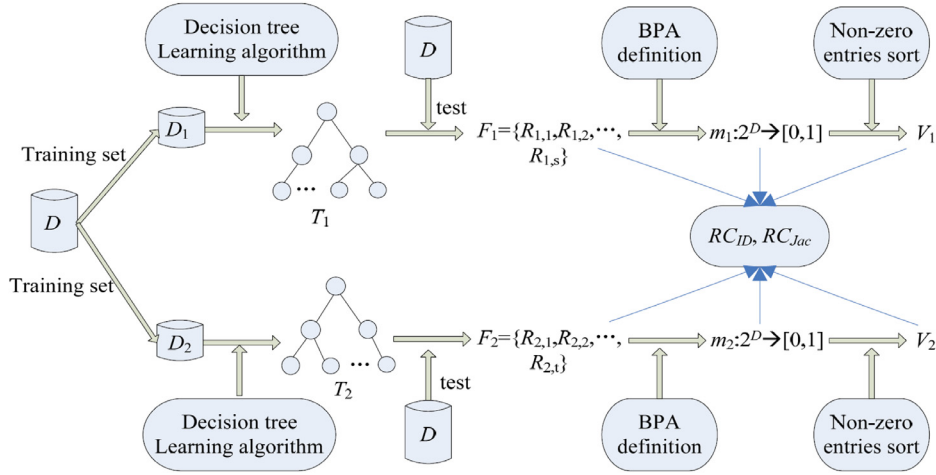 Decision tree
Learning algorithm
D
BPA
definition
Non-zero
entries sort
test
D₁
Training set
F₁={R₁,₁,R₁,₂,⋯,
R₁,ₛ}
m₁:2ᴰ→[0,1]
V₁
⋯
T₁
D
RC_ID, RC_Jac
Training set
D₂
F₂={R₂,₁,R₂,₂,⋯,
R₂,ₜ}
m₂:2ᴰ→[0,1]
V₂
⋯
T₂
test
Decision tree
Learning algorithm
D
BPA
definition
Non-zero
entries sort